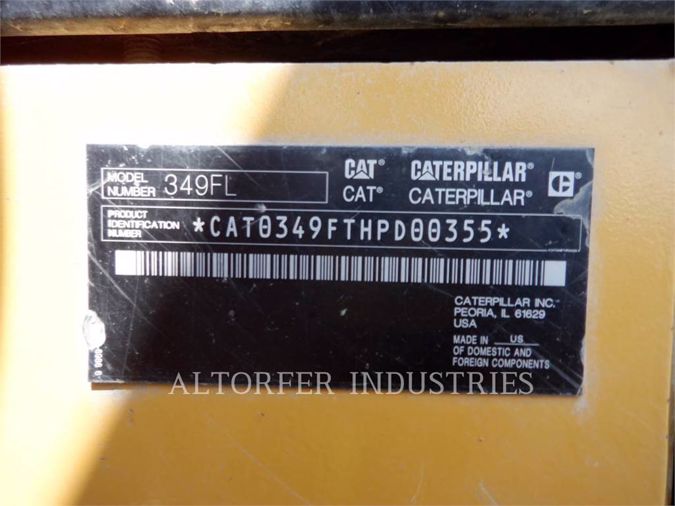 MODEL NUMBER 349FL
CAT® CATERPILLAR®
CAT® CATERPILLAR®
PRODUCT IDENTIFICATION NUMBER *CAT0349FTHPD00355*
CATERPILLAR INC.
PEORIA, IL 61629
USA
MADE IN US
OF DOMESTIC AND
FOREIGN COMPONENTS
ALTORFER INDUSTRIES